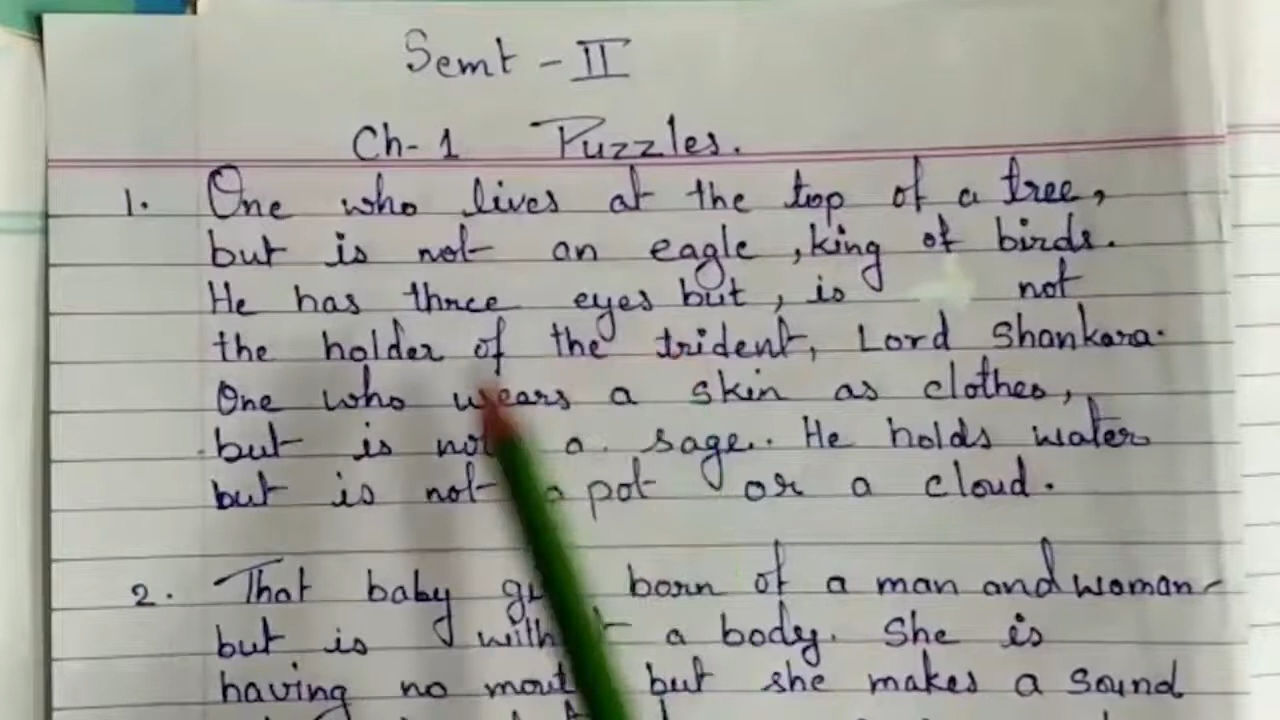 Semt - II
Ch-1 Puzzles.
1. One who lives at the top of a tree,
but is not an eagle, king of birds.
He has three eyes but, is not
the holder of the trident, Lord Shankara.
One who wears a skin as clothes,
but is not a sage. He holds water
but is not a pot or a cloud.
2. That baby born of a man and woman
but is a body. She is
having no but she makes a sound